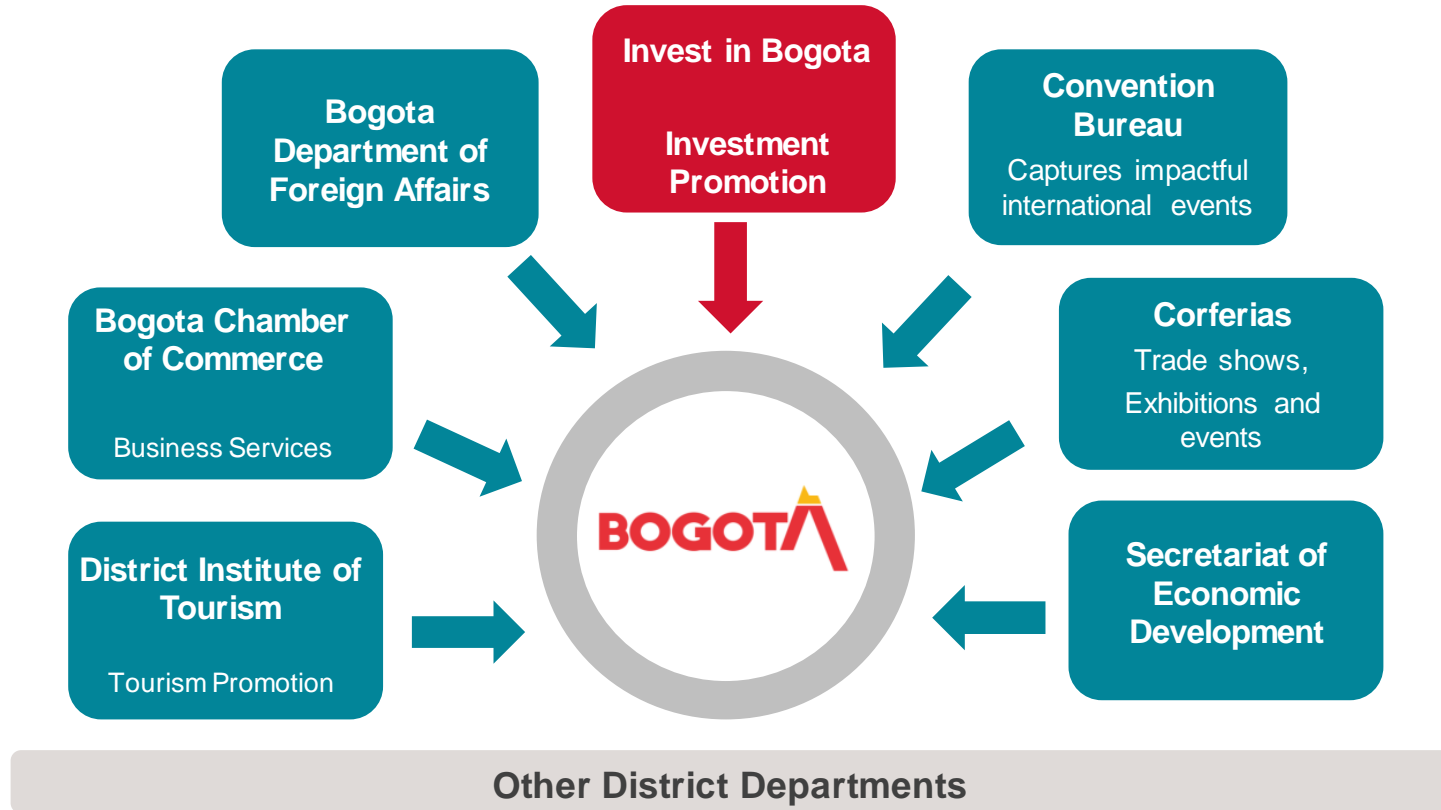 Invest in Bogota
Investment
Promotion
Bogota
Department of
Foreign Affairs
Convention
Bureau
Captures impactful
international events
Bogota Chamber
of Commerce
Business Services
Corferias
Trade shows,
Exhibitions and
events
BOGOTÁ
District Institute of
Tourism
Tourism Promotion
Secretariat of
Economic
Development
Other District Departments